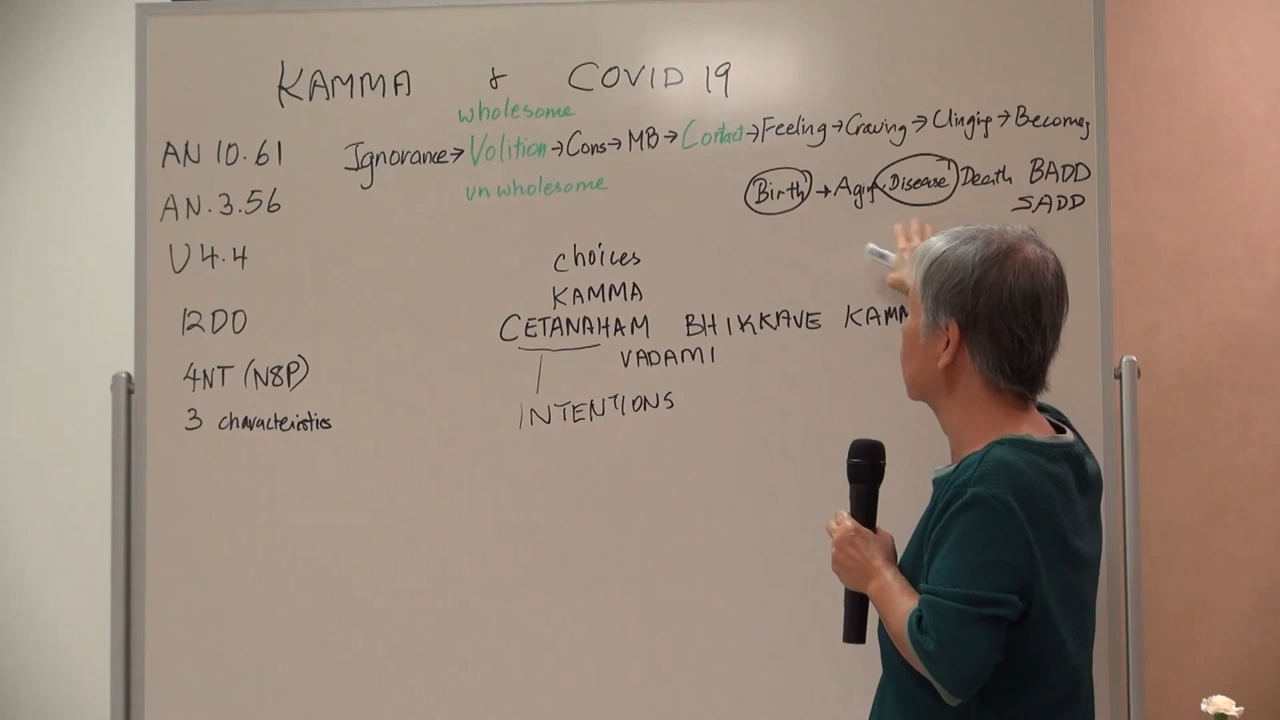 KAMMA & COVID 19
wholesome
AN 10.61
Ignorance → Volition → Cons → MB → Contact → Feeling → Craving → Clinging → Becoming
unwholesome
Birth → Aging Disease Death BADD
SADD
AN.3.56
U 4.4
choices
KAMMA
12DO
CETANAHAM BHIKKAVE KAMM
VADAMI
4NT (N8P)
INTENTIONS
3 characteristics